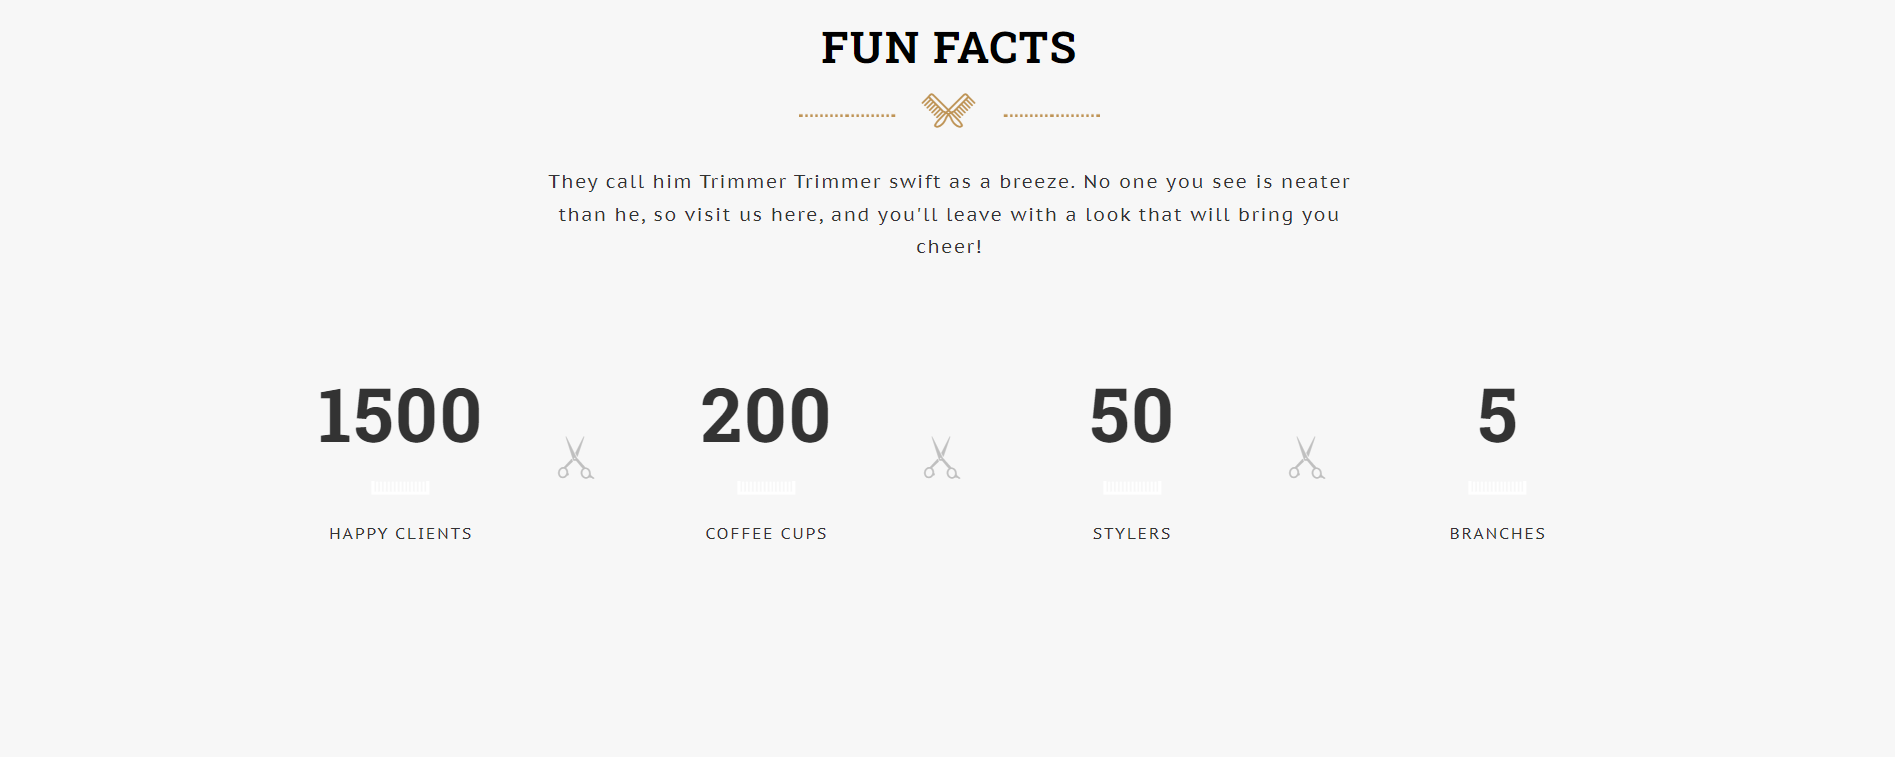 FUN FACTS
They call him Trimmer Trimmer swift as a breeze. No one you see is neater
than he, so visit us here, and you'll leave with a look that will bring you
cheer!
1500
200
50
5
HAPPY CLIENTS
COFFEE CUPS
STYLERS
BRANCHES